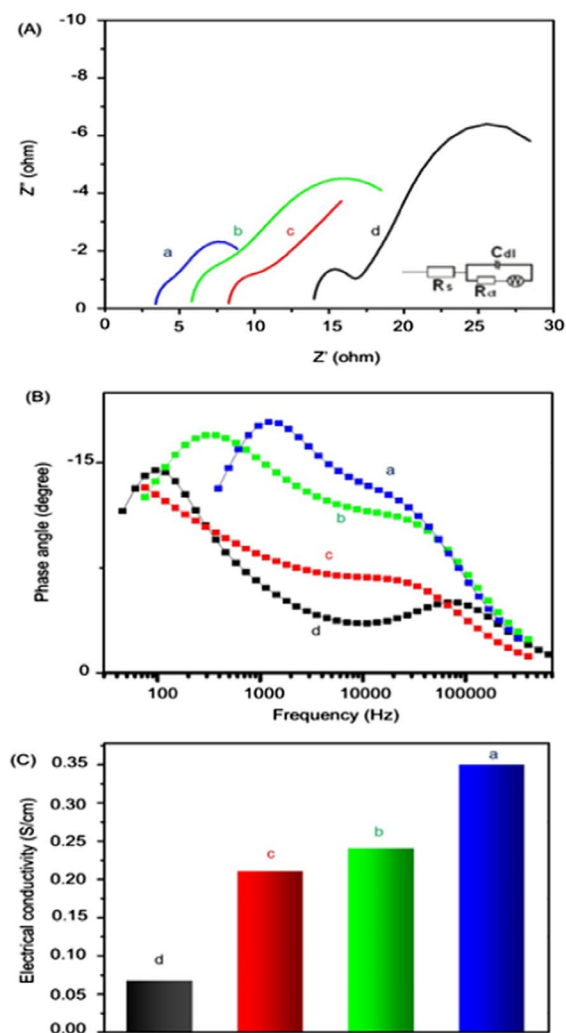 (A)
-10
-8
-6
-4
-2
0
Z'' (ohm)
a
b
c
d
Cdl
Rs
Rct
W
0
5
10
15
20
25
30
Z' (ohm)
(B)
-15
0
Phase angle (degree)
a
b
c
d
100
1000
10000
100000
Frequency (Hz)
(C)
0.35
0.30
0.25
0.20
0.15
0.10
0.05
0.00
Electrical conductivity (S/cm)
d
c
b
a